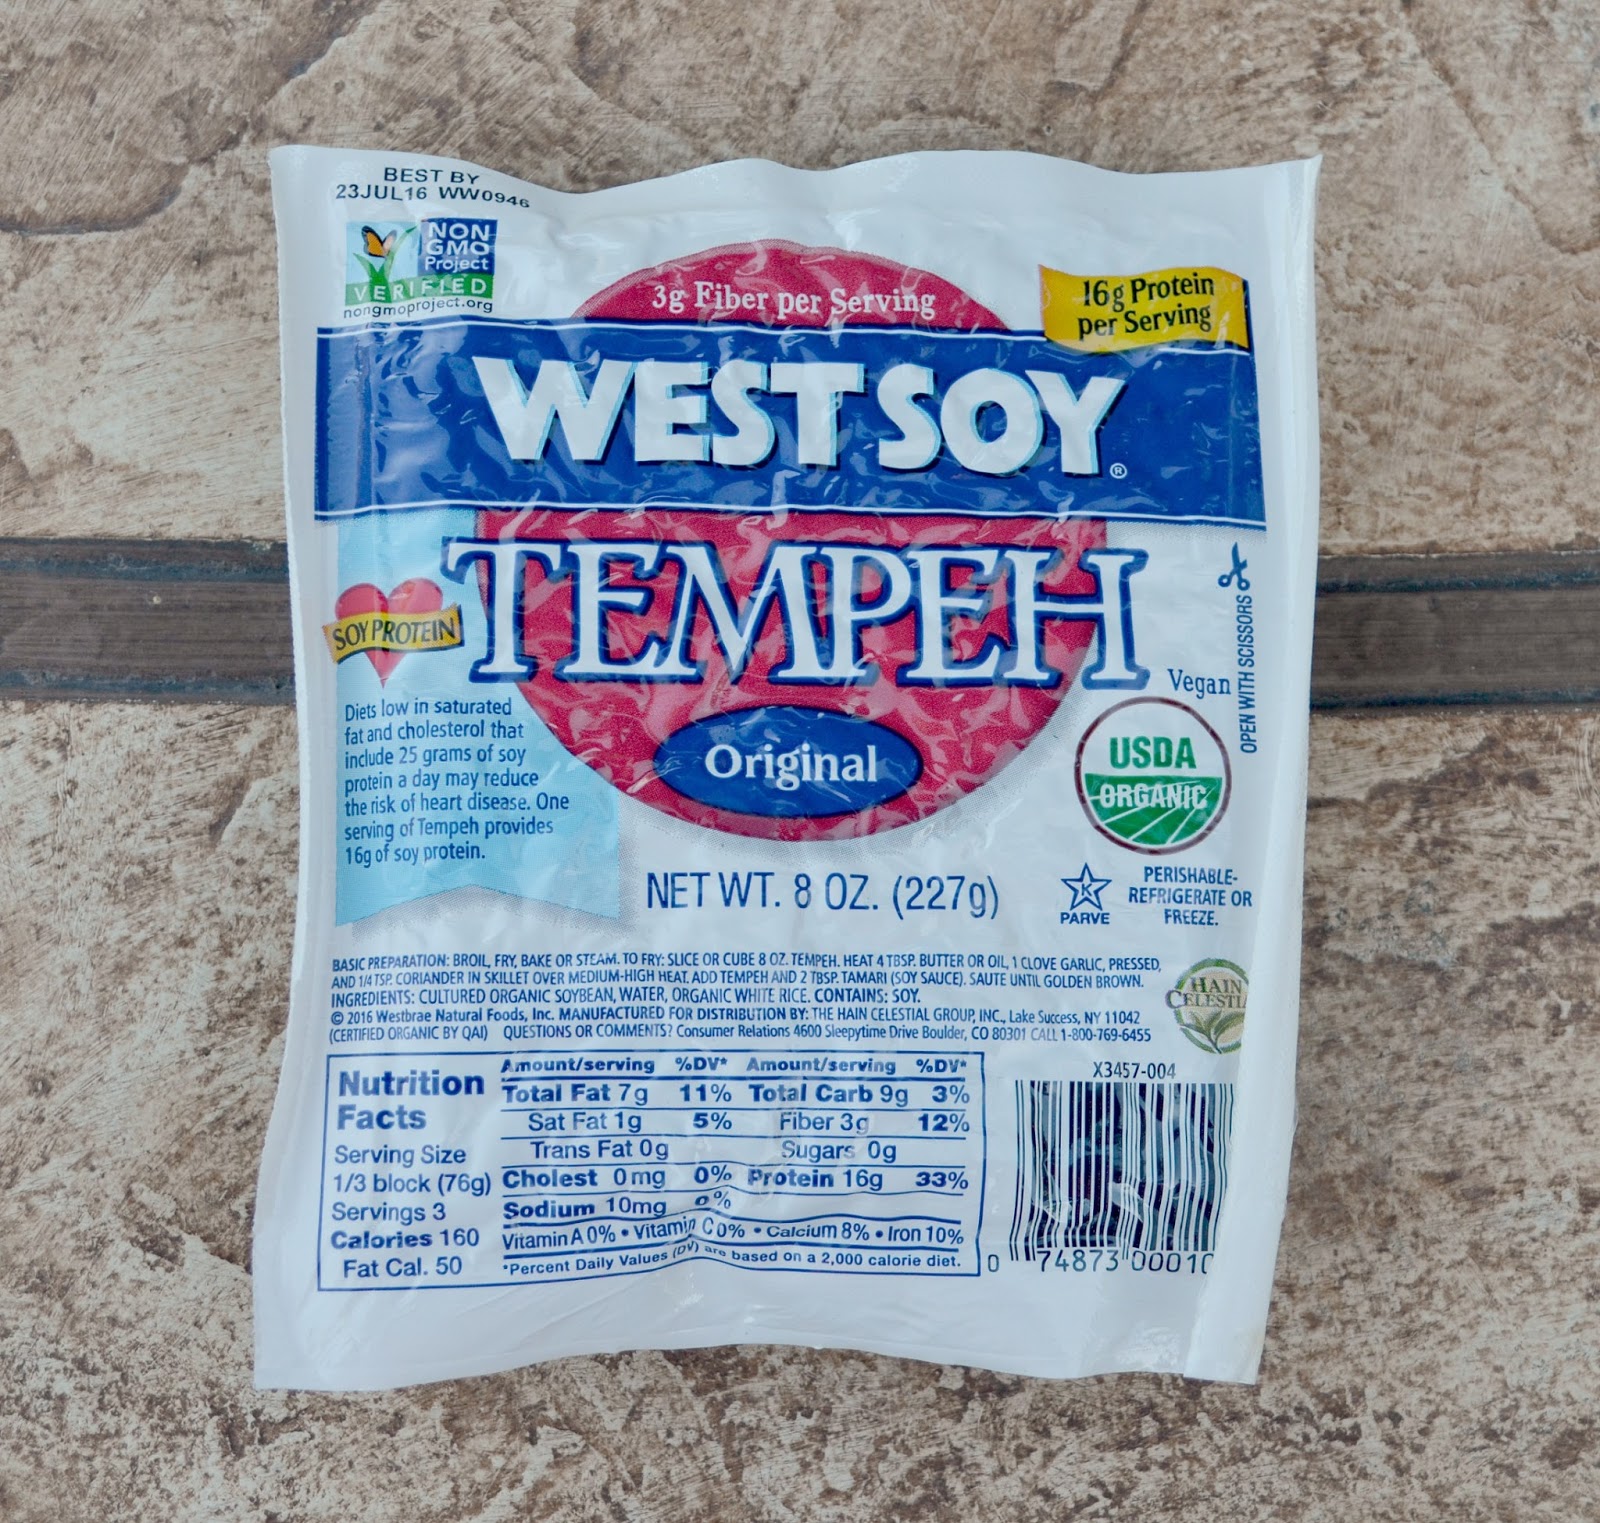 BEST BY
23JUL16 WW0946
NON
GMO
Project
VERIFIED
nongmoproject.org
3g Fiber per Serving
16g Protein
per Serving
WESTSOY®
TEMPEH
Original
SOY PROTEIN
Diets low in saturated
fat and cholesterol that
include 25 grams of soy
protein a day may reduce
the risk of heart disease. One
serving of Tempeh provides
16g of soy protein.
OPEN WITH SCISSORS
Vegan
USDA
ORGANIC
NET WT. 8 OZ. (227g)
K
PARVE
PERISHABLE-
REFRIGERATE OR
FREEZE.
BASIC PREPARATION: BROIL, FRY, BAKE OR STEAM. TO FRY: SLICE OR CUBE 8 OZ. TEMPEH. HEAT 4 TBSP. BUTTER OR OIL, 1 CLOVE GARLIC, PRESSED,
AND 1/4 TSP. CORIANDER IN SKILLET OVER MEDIUM-HIGH HEAT. ADD TEMPEH AND 2 TBSP. TAMARI (SOY SAUCE). SAUTE UNTIL GOLDEN BROWN.
INGREDIENTS: CULTURED ORGANIC SOYBEAN, WATER, ORGANIC WHITE RICE. CONTAINS: SOY.
© 2016 Westbrae Natural Foods, Inc. MANUFACTURED FOR DISTRIBUTION BY: THE HAIN CELESTIAL GROUP, INC., Lake Success, NY 11042
(CERTIFIED ORGANIC BY QAI) QUESTIONS OR COMMENTS? Consumer Relations 4600 Sleepytime Drive Boulder, CO 80301 CALL 1-800-769-6455
HAIN
CELESTI
Nutrition
Facts
Serving Size
1/3 block (76g)
Servings 3
Calories 160
Fat Cal. 50
Amount/serving %DV* Amount/serving %DV*
Total Fat 7g 11% Total Carb 9g 3%
Sat Fat 1g 5% Fiber 3g 12%
Trans Fat 0g Sugars 0g
Cholest 0mg 0% Protein 16g 33%
Sodium 10mg 0%
Vitamin A 0% • Vitamin C 0% • Calcium 8% • Iron 10%
*Percent Daily Values (DV) are based on a 2,000 calorie diet.
X3457-004
0 74873 00010